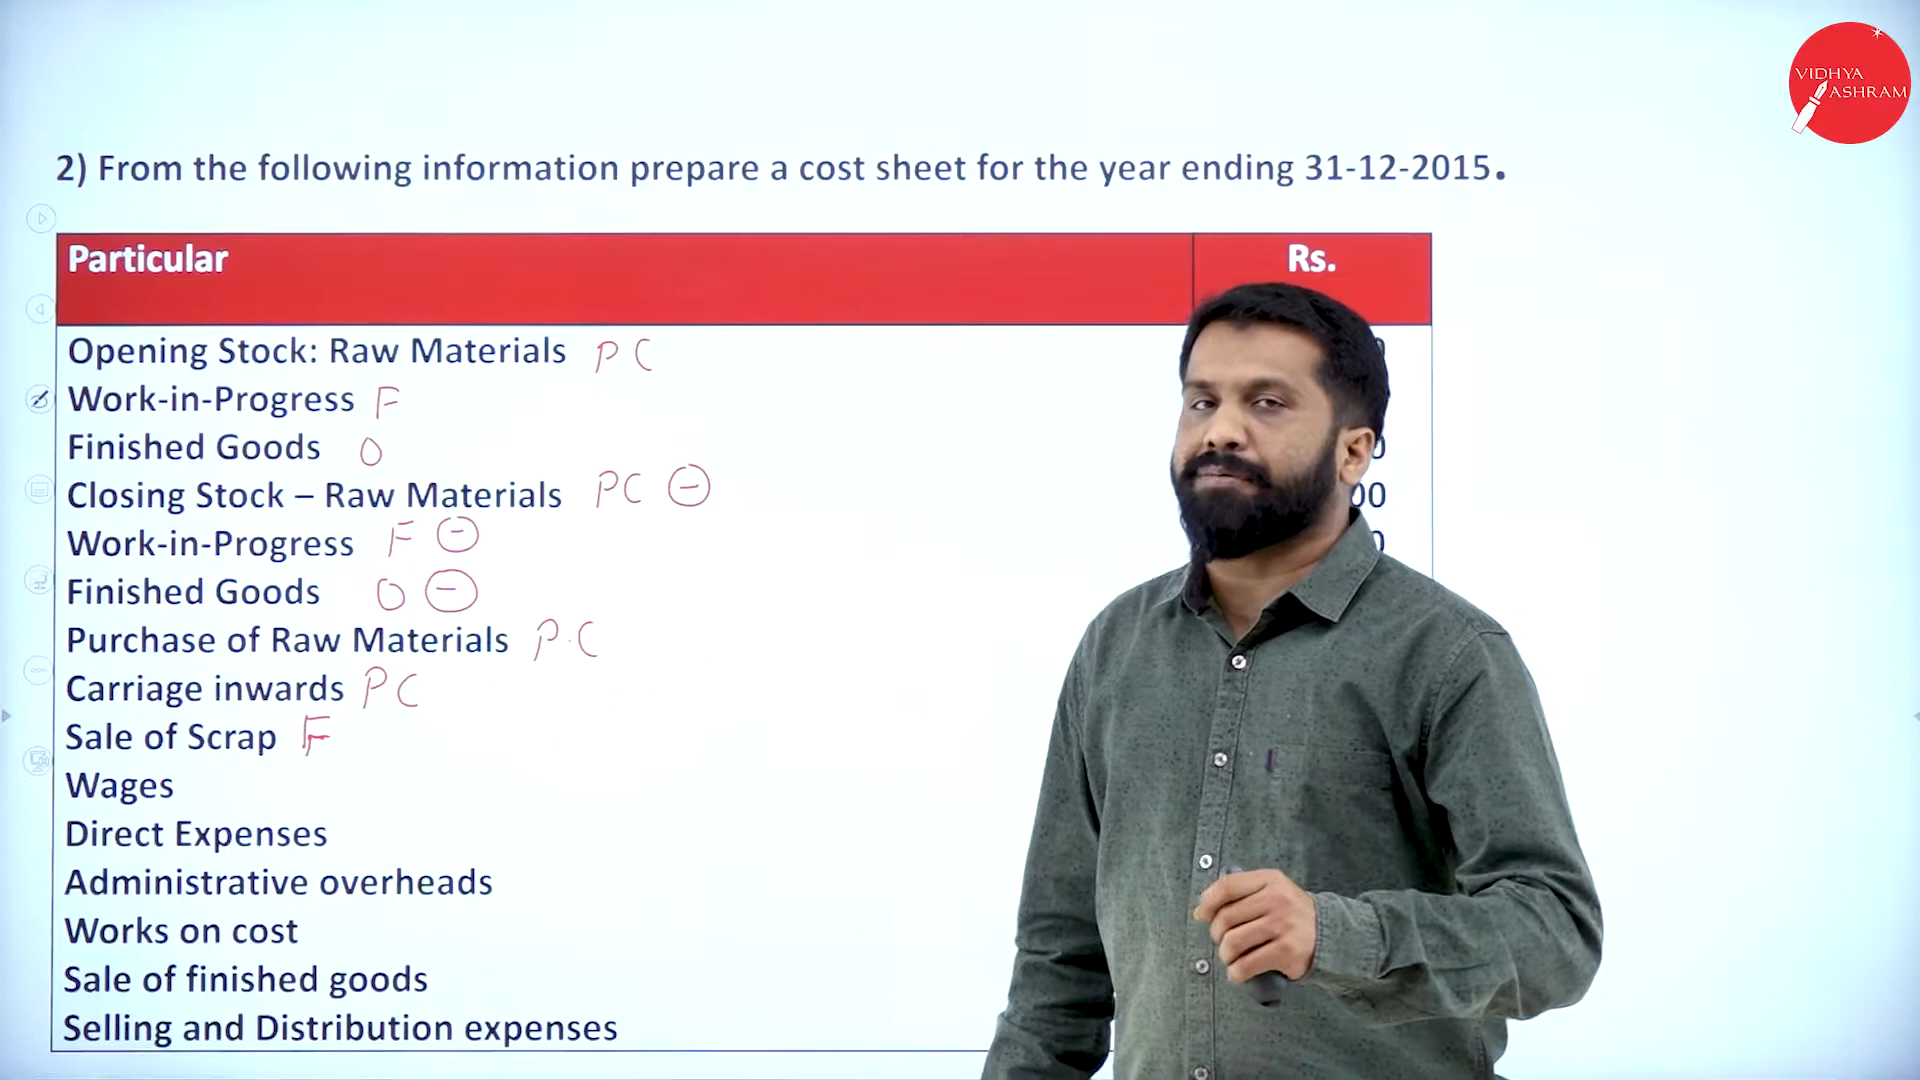 VIDHYA
ASHRAM
2) From the following information prepare a cost sheet for the year ending 31-12-2015.
Particular Rs.
Opening Stock: Raw Materials PC
Work-in-Progress F
Finished Goods O
Closing Stock – Raw Materials PC –
Work-in-Progress F –
Finished Goods O –
Purchase of Raw Materials P.C
Carriage inwards PC
Sale of Scrap F
Wages
Direct Expenses
Administrative overheads
Works on cost
Sale of finished goods
Selling and Distribution expenses